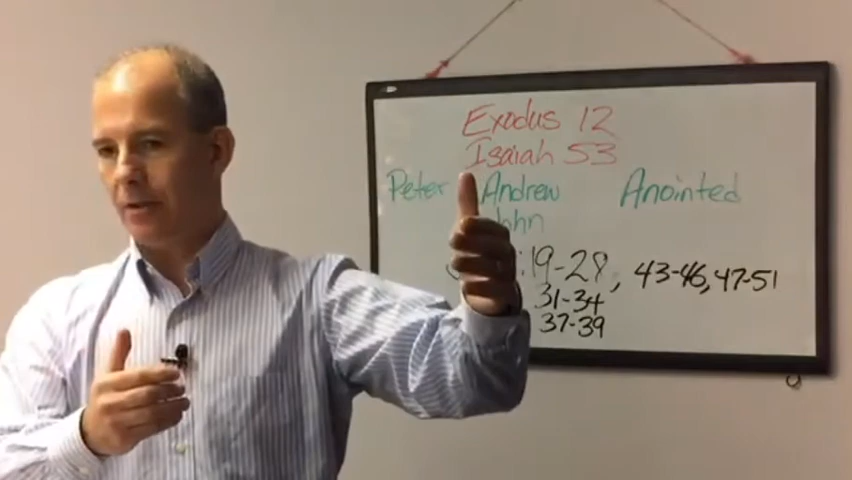 Exodus 12
Isaiah 53
Peter Andrew Anointed
:19-28, 43-46, 47-51
31-34
37-39